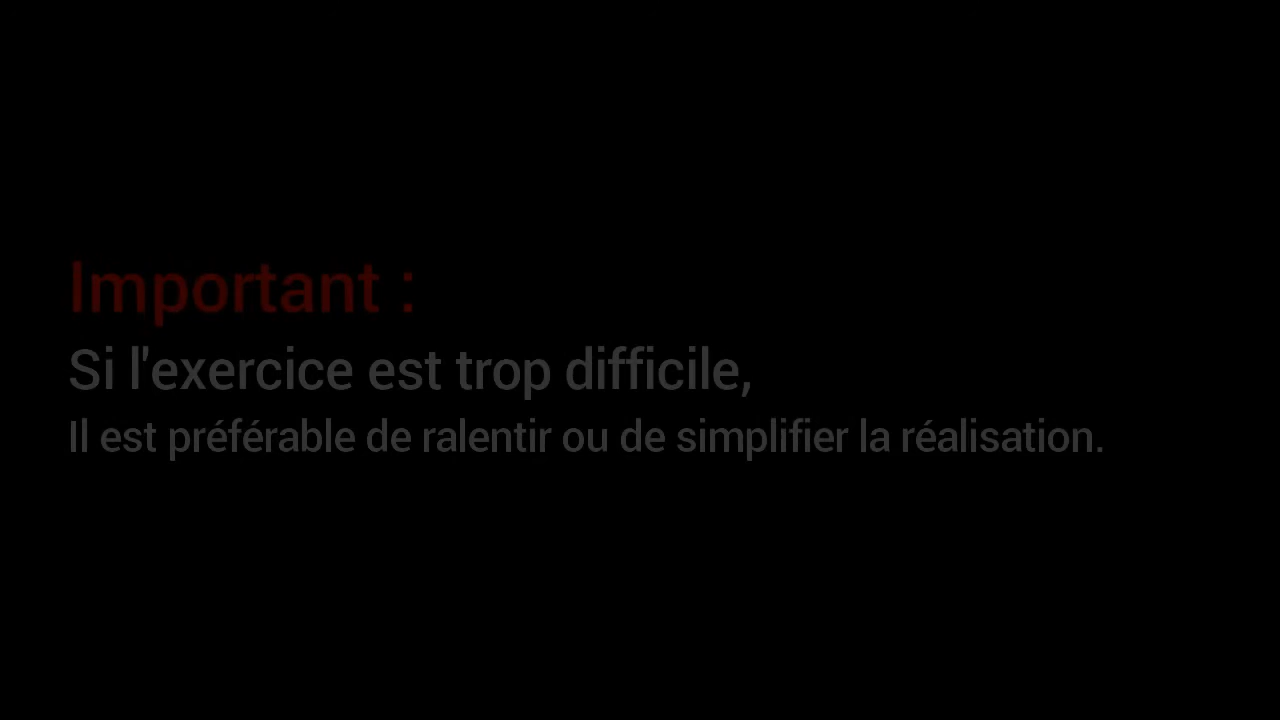 Important :
Si l'exercice est trop difficile,
Il est préférable de ralentir ou de simplifier la réalisation.